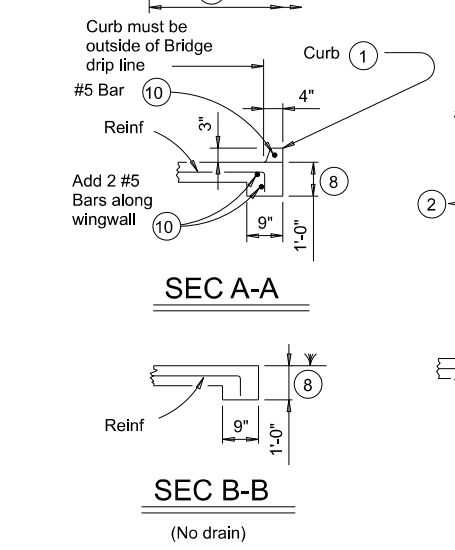 Curb must be
outside of Bridge
drip line
Curb 1
#5 Bar 10
4"
3"
Reinf
8
Add 2 #5
Bars along
wingwall
10
2
9"
1'-0"
SEC A-A
8
Reinf
9"
1'-0"
SEC B-B
(No drain)